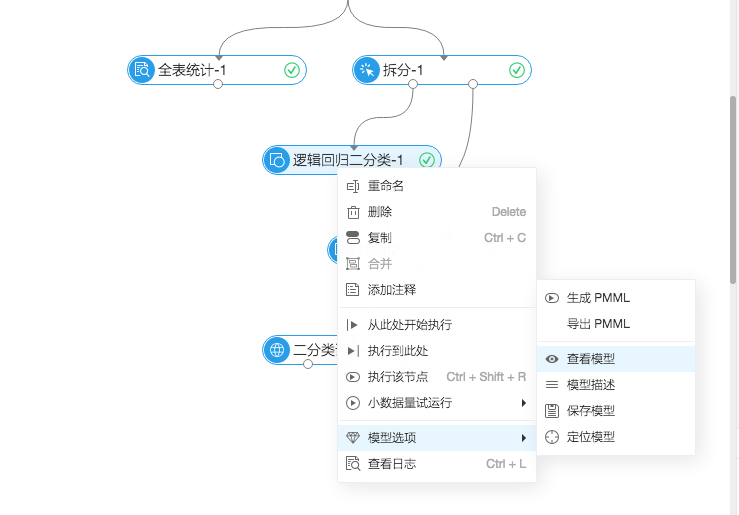 全表统计-1
拆分-1
逻辑回归二分类-1
重命名
删除 Delete
复制 Ctrl + C
合并
添加注释
生成 PMML
导出 PMML
从此处开始执行
二分类
执行到此处
查看模型
执行该节点 Ctrl + Shift + R
模型描述
小数据量试运行
保存模型
模型选项
定位模型
查看日志 Ctrl + L